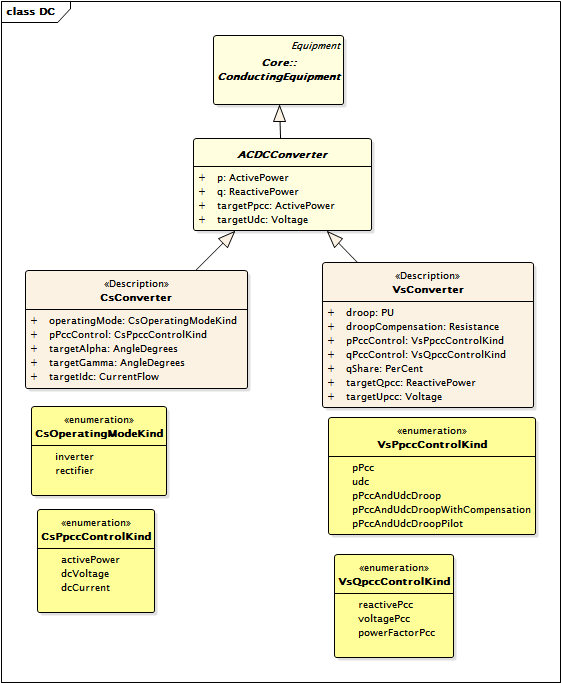 class DC
Equipment
Core::
ConductingEquipment
ACDCConverter
+ p: ActivePower
+ q: ReactivePower
+ targetPpcc: ActivePower
+ targetUdc: Voltage
«Description»
CsConverter
+ operatingMode: CsOperatingModeKind
+ pPccControl: CsPpccControlKind
+ targetAlpha: AngleDegrees
+ targetGamma: AngleDegrees
+ targetIdc: CurrentFlow
«Description»
VsConverter
+ droop: PU
+ droopCompensation: Resistance
+ pPccControl: VsPpccControlKind
+ qPccControl: VsQpccControlKind
+ qShare: PerCent
+ targetQpcc: ReactivePower
+ targetUpcc: Voltage
«enumeration»
CsOperatingModeKind
inverter
rectifier
«enumeration»
VsPpccControlKind
pPcc
udc
pPccAndUdcDroop
pPccAndUdcDroopWithCompensation
pPccAndUdcDroopPilot
«enumeration»
CsPpccControlKind
activePower
dcVoltage
dcCurrent
«enumeration»
VsQpccControlKind
reactivePcc
voltagePcc
powerFactorPcc